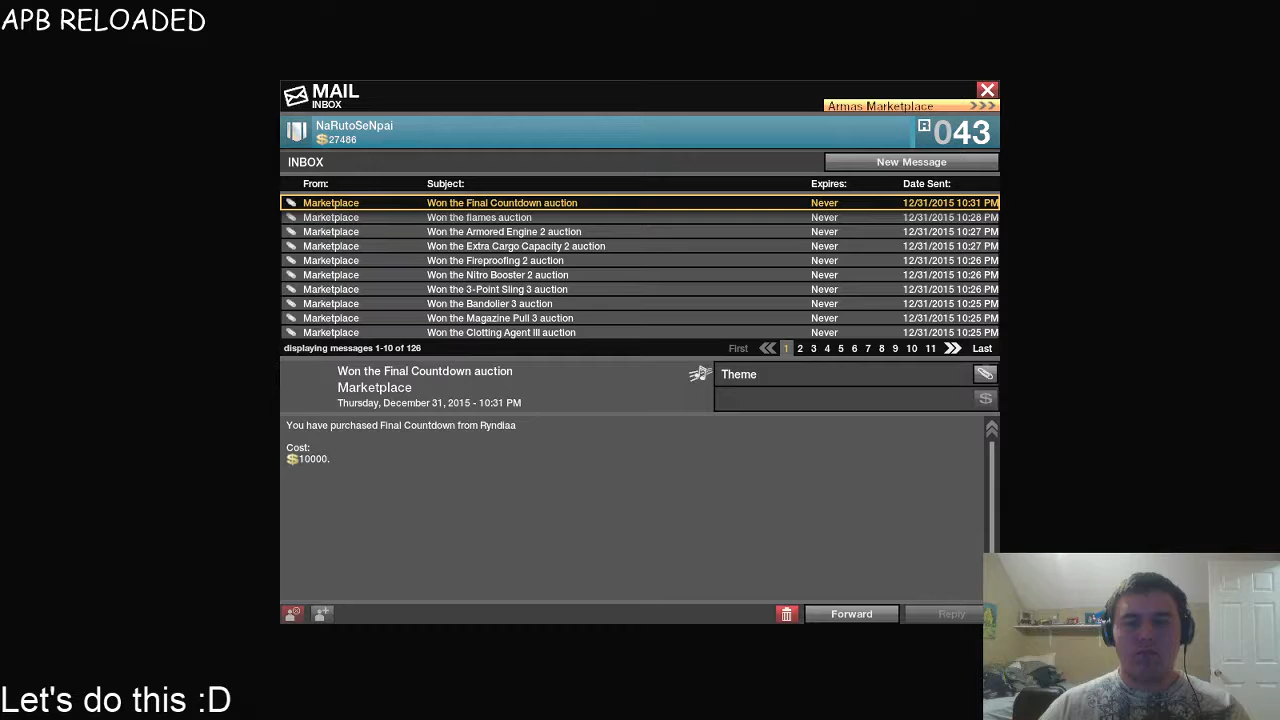 APB RELOADED
MAIL
INBOX
Armas Marketplace >>>
NaRutoSeNpai
$27486
R 043
INBOX
New Message
From: Subject: Expires: Date Sent:
Marketplace Won the Final Countdown auction Never 12/31/2015 10:31 PM
Marketplace Won the flames auction Never 12/31/2015 10:28 PM
Marketplace Won the Armored Engine 2 auction Never 12/31/2015 10:27 PM
Marketplace Won the Extra Cargo Capacity 2 auction Never 12/31/2015 10:27 PM
Marketplace Won the Fireproofing 2 auction Never 12/31/2015 10:26 PM
Marketplace Won the Nitro Booster 2 auction Never 12/31/2015 10:26 PM
Marketplace Won the 3-Point Sling 3 auction Never 12/31/2015 10:26 PM
Marketplace Won the Bandolier 3 auction Never 12/31/2015 10:25 PM
Marketplace Won the Magazine Pull 3 auction Never 12/31/2015 10:25 PM
Marketplace Won the Clotting Agent III auction Never 12/31/2015 10:25 PM
displaying messages 1-10 of 126 First 1 2 3 4 5 6 7 8 9 10 11 Last
Won the Final Countdown auction
Marketplace
Thursday, December 31, 2015 - 10:31 PM
Theme
$
You have purchased Final Countdown from Ryndiaa
Cost:
$10000.
Forward
Reply
Let's do this :D